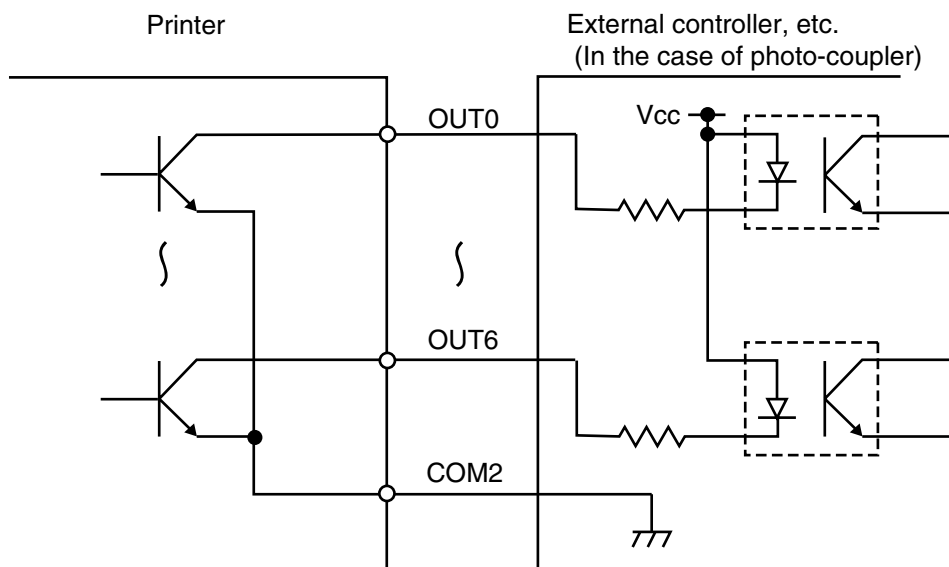 Printer
External controller, etc.
(In the case of photo-coupler)
OUT0
Vcc
OUT6
COM2